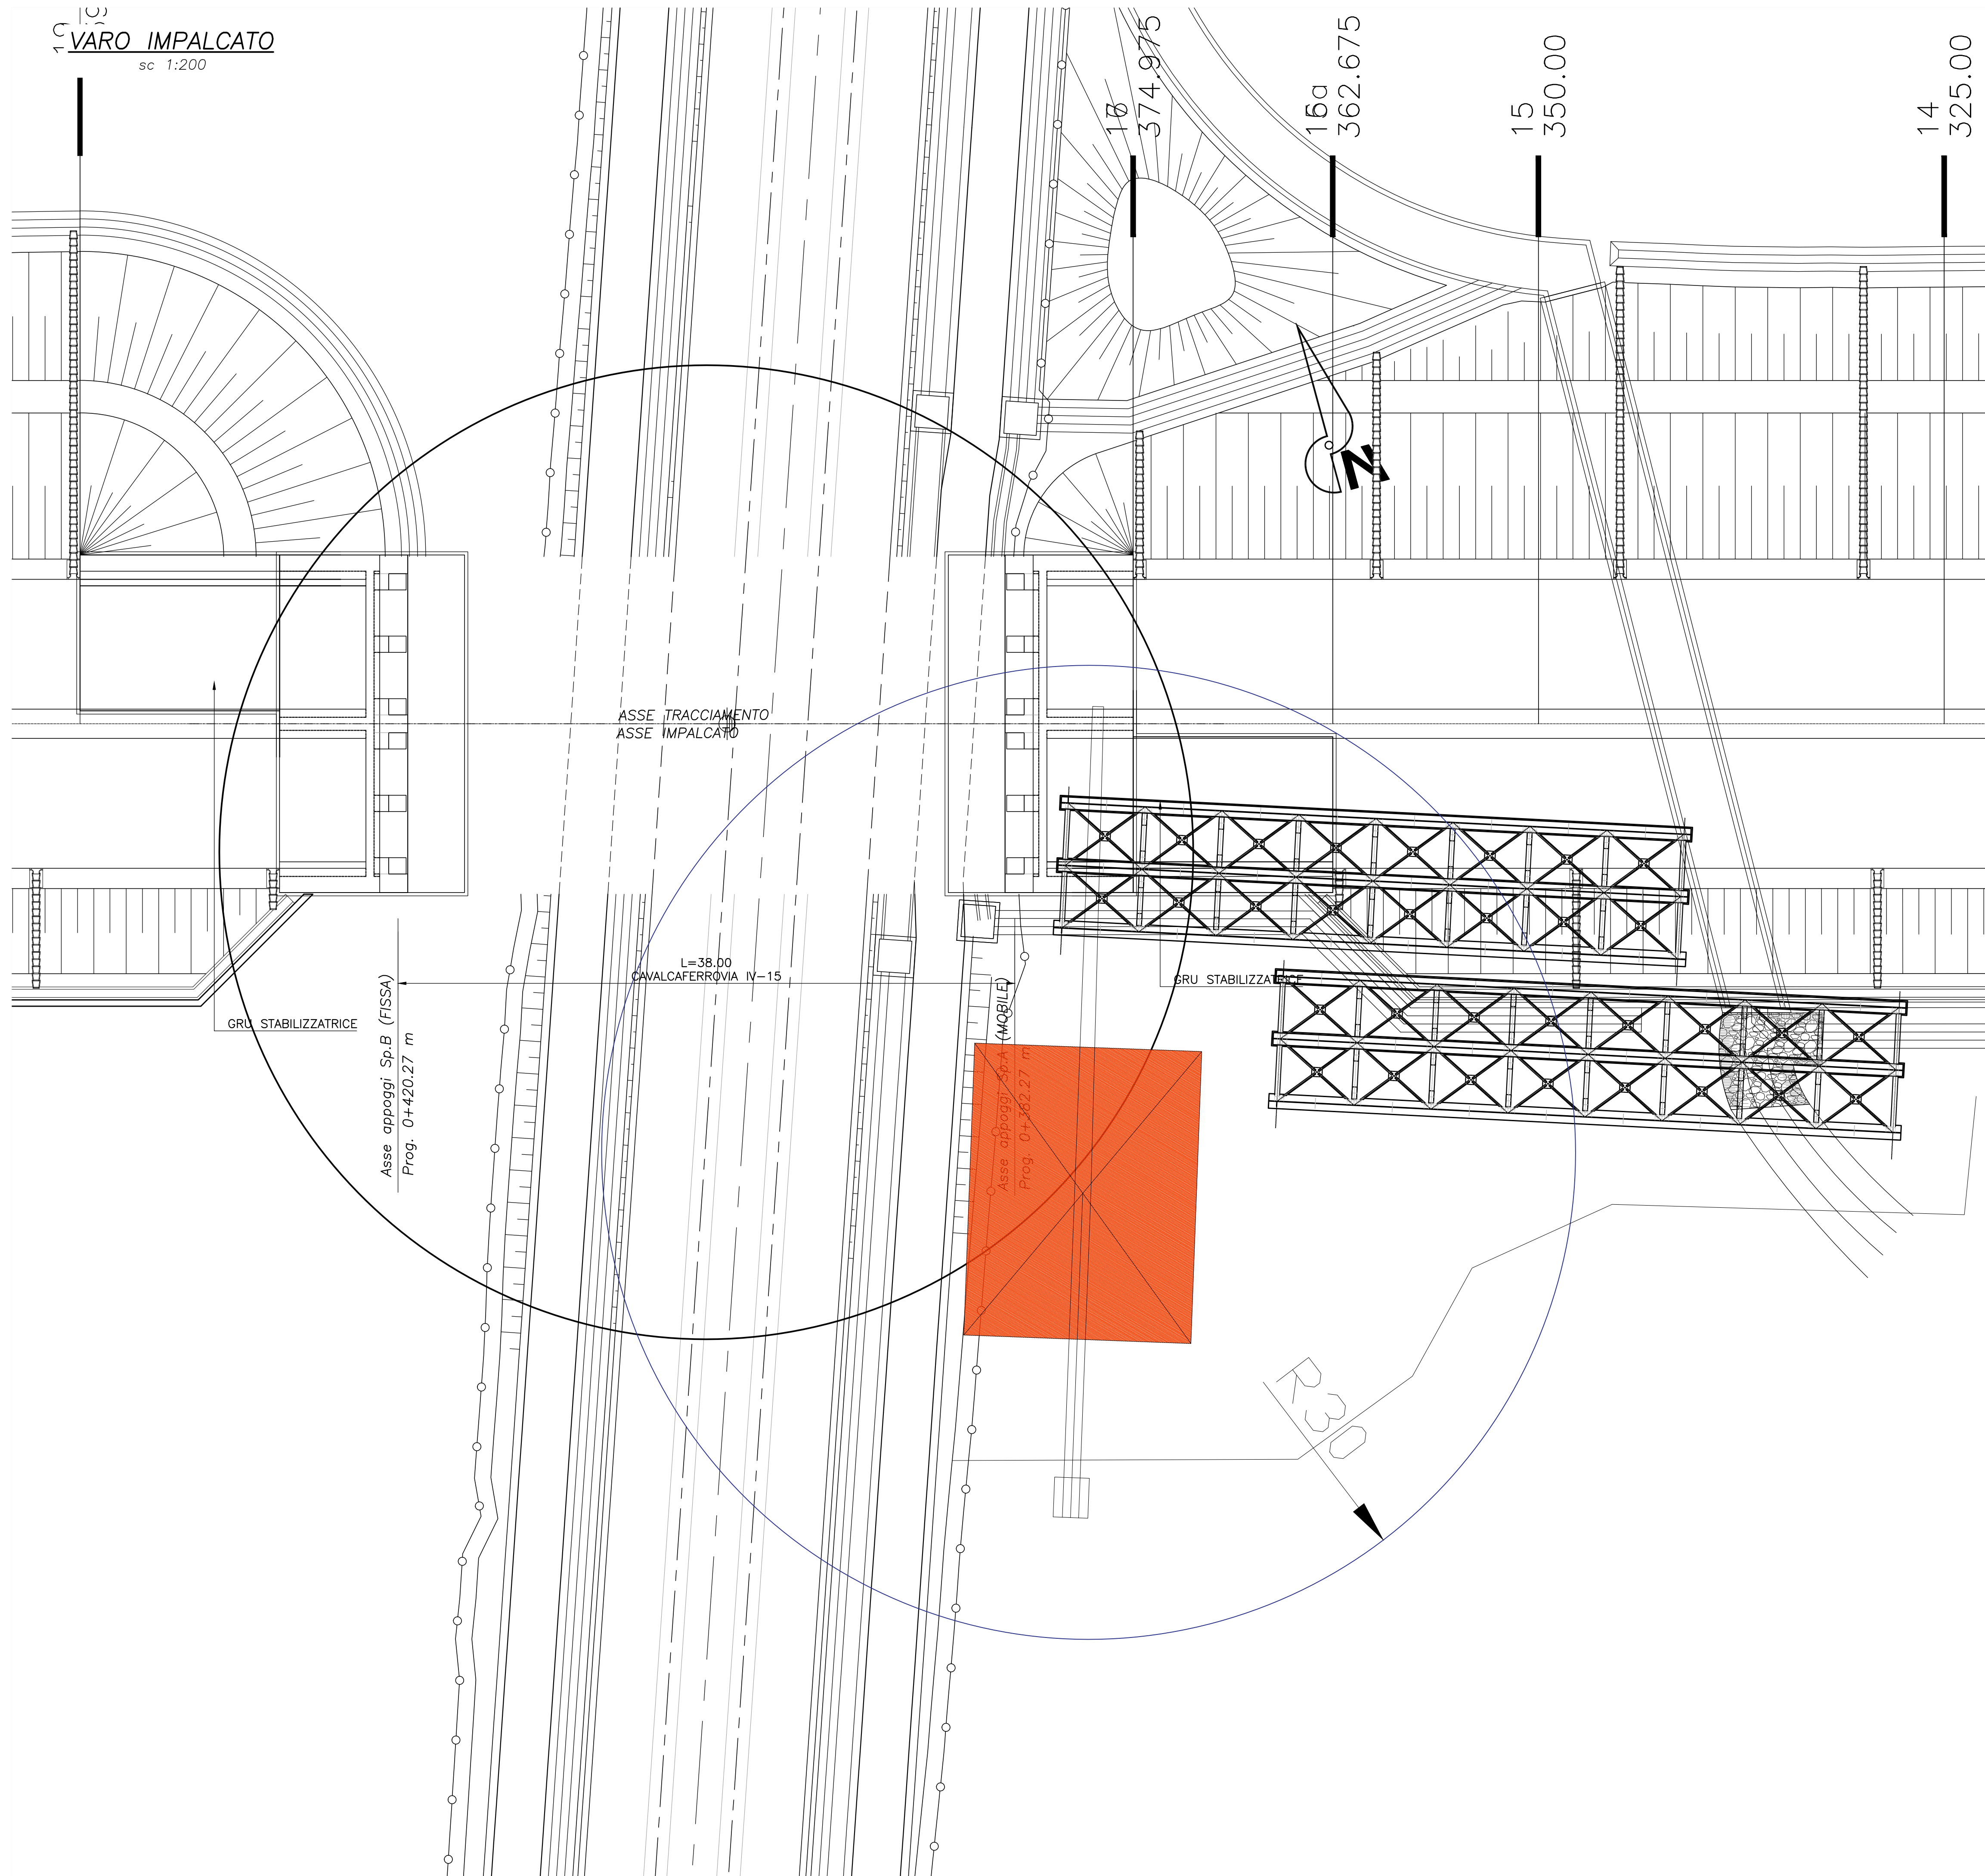 VARO IMPALCATO
sc 1:200
374.975
362.675
15
350.00
14
325.00
N
ASSE TRACCIAMENTO
ASSE IMPALCATO
L=38.00
CAVALCAFERROVIA IV-15
GRU STABILIZZATRICE
GRU STABILIZZATRICE
Asse appoggi Sp.B (FISSA)
Prog. 0+420.27 m
Asse appoggi Sp.A (MOBILE)
Prog. 0+382.27 m
R30